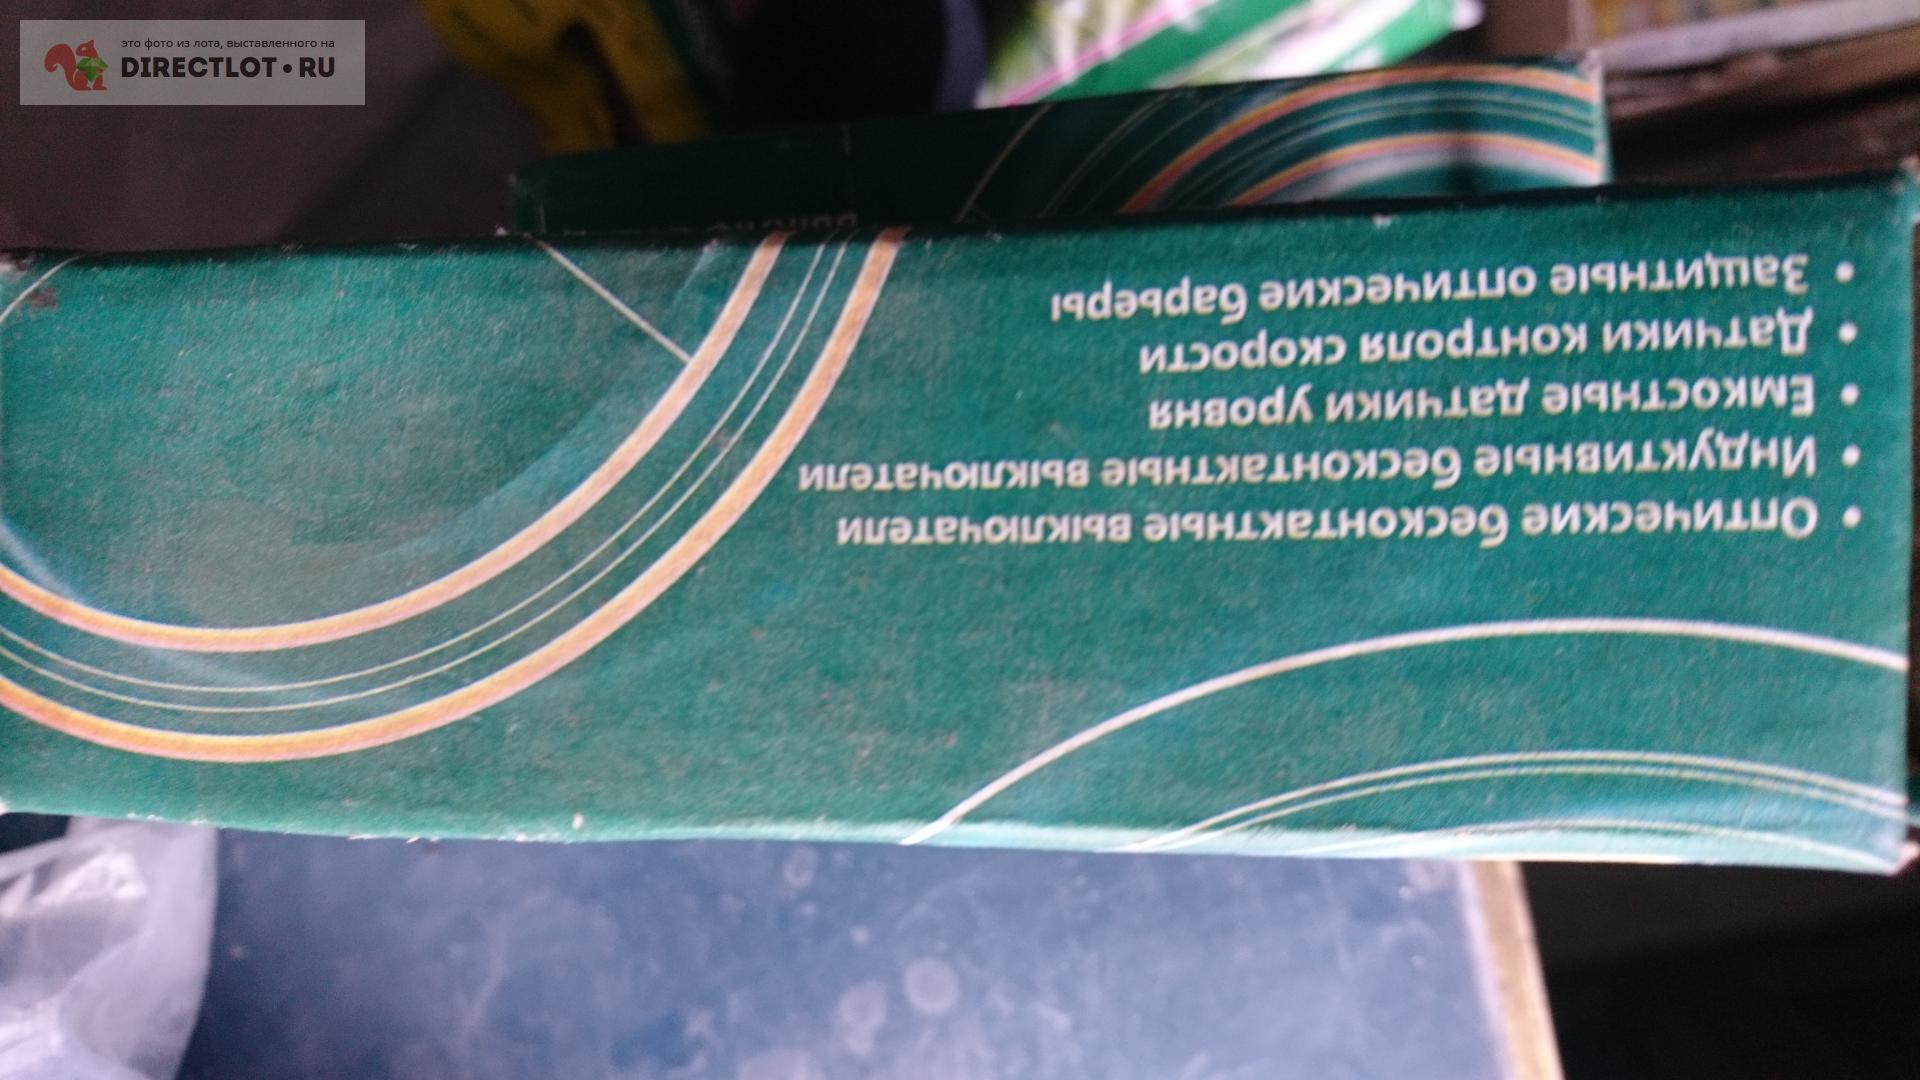 это фото из лота, выставленного на
DIRECTLOT•RU
• Оптические бесконтактные выключатели
• Индуктивные бесконтактные выключатели
• Емкостные датчики уровня
• Датчики контроля скорости
• Защитные оптические барьеры